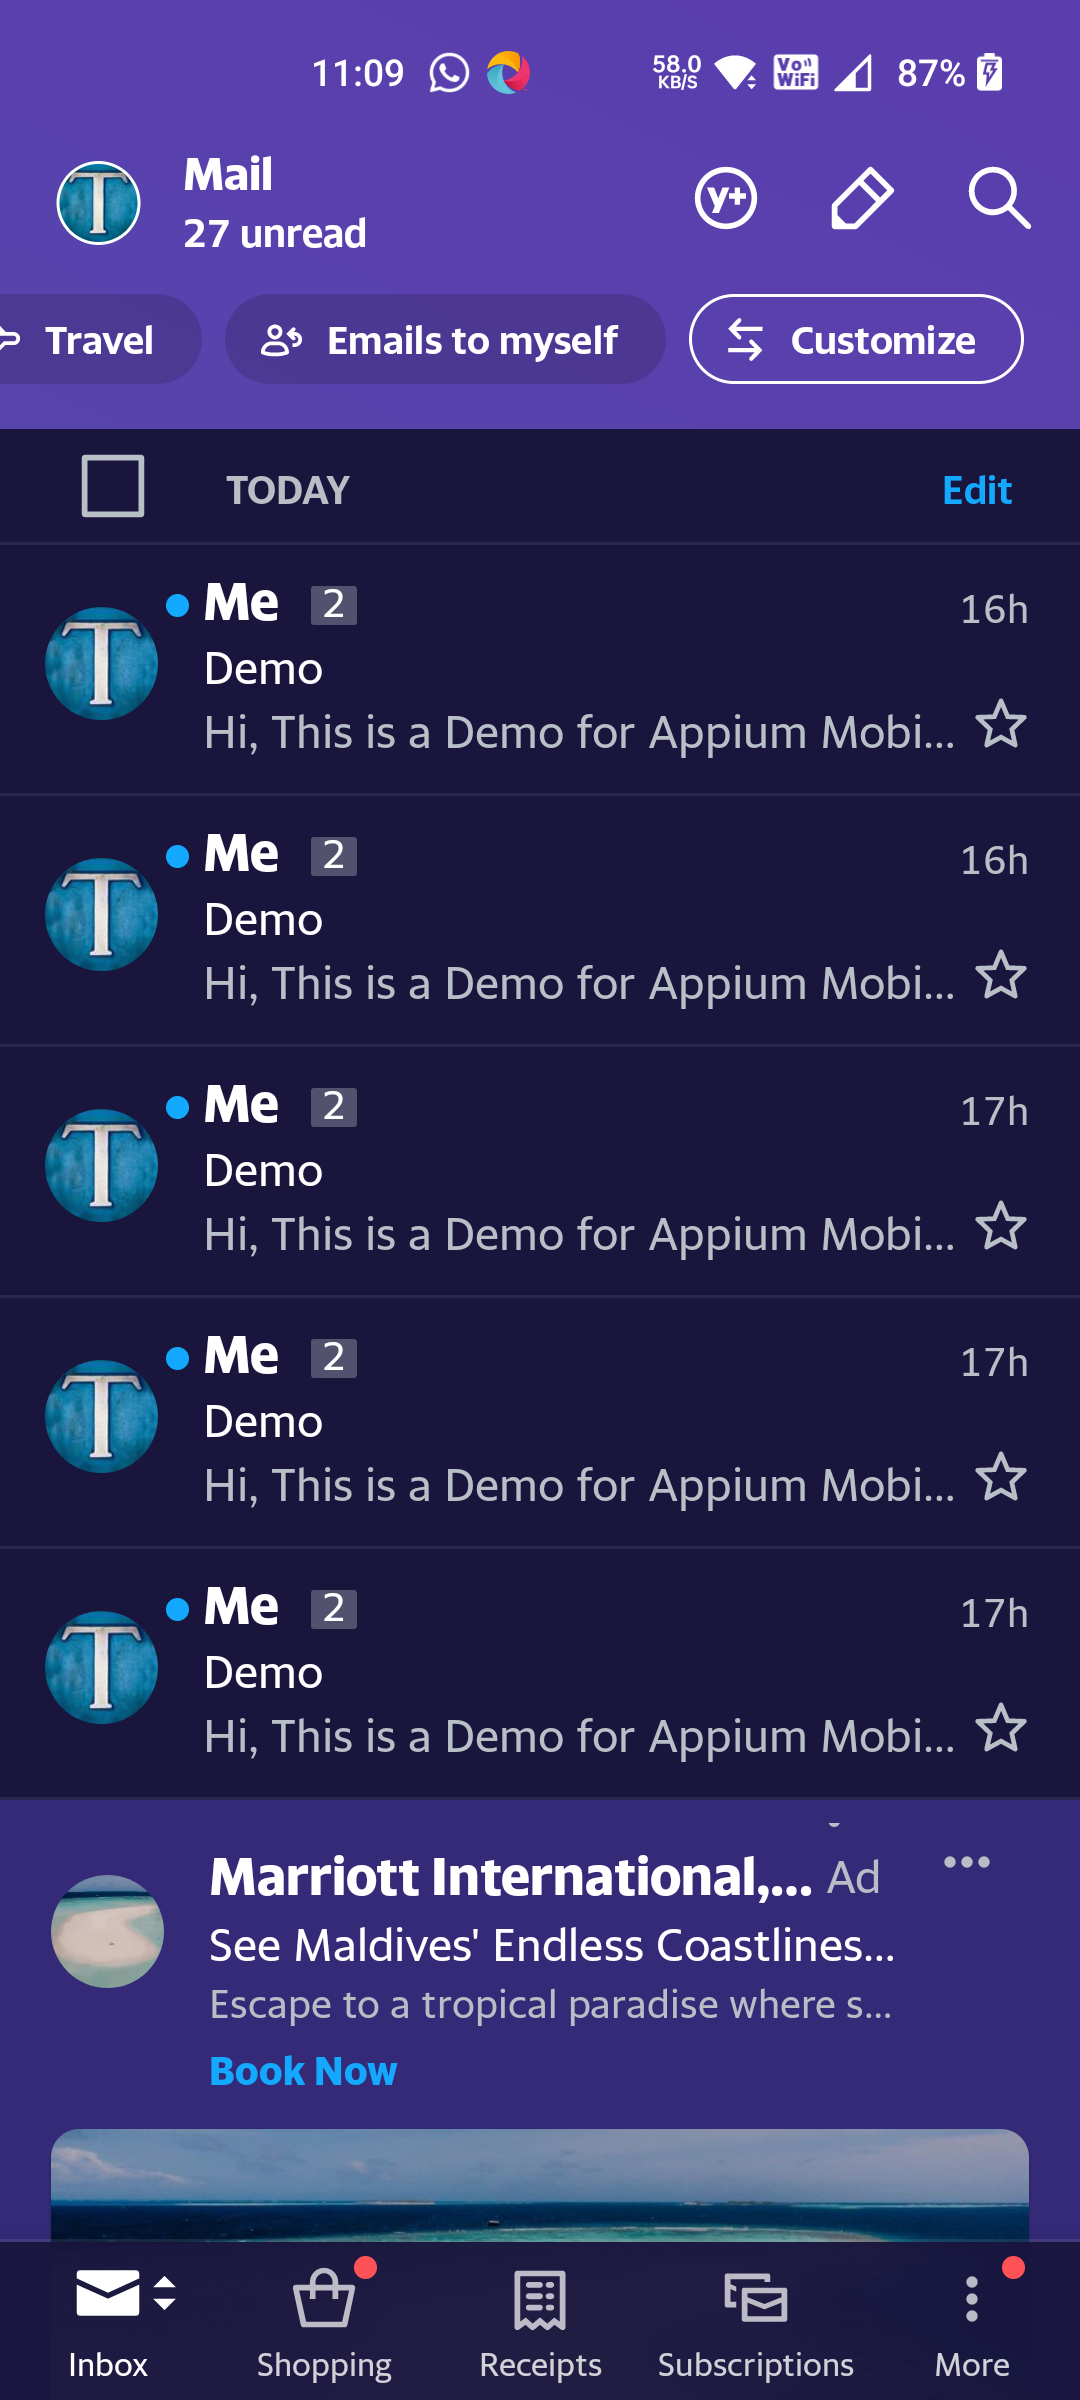 11:09
58.0
KB/S
Vo
WiFi
87%
T
Mail
27 unread
y+
Travel
Emails to myself
Customize
TODAY
Edit
T
Me 2
16h
Demo
Hi, This is a Demo for Appium Mobi...
T
Me 2
16h
Demo
Hi, This is a Demo for Appium Mobi...
T
Me 2
17h
Demo
Hi, This is a Demo for Appium Mobi...
T
Me 2
17h
Demo
Hi, This is a Demo for Appium Mobi...
T
Me 2
17h
Demo
Hi, This is a Demo for Appium Mobi...
Marriott International,... Ad
See Maldives' Endless Coastlines...
Escape to a tropical paradise where s...
Book Now
Inbox
Shopping
Receipts
Subscriptions
More